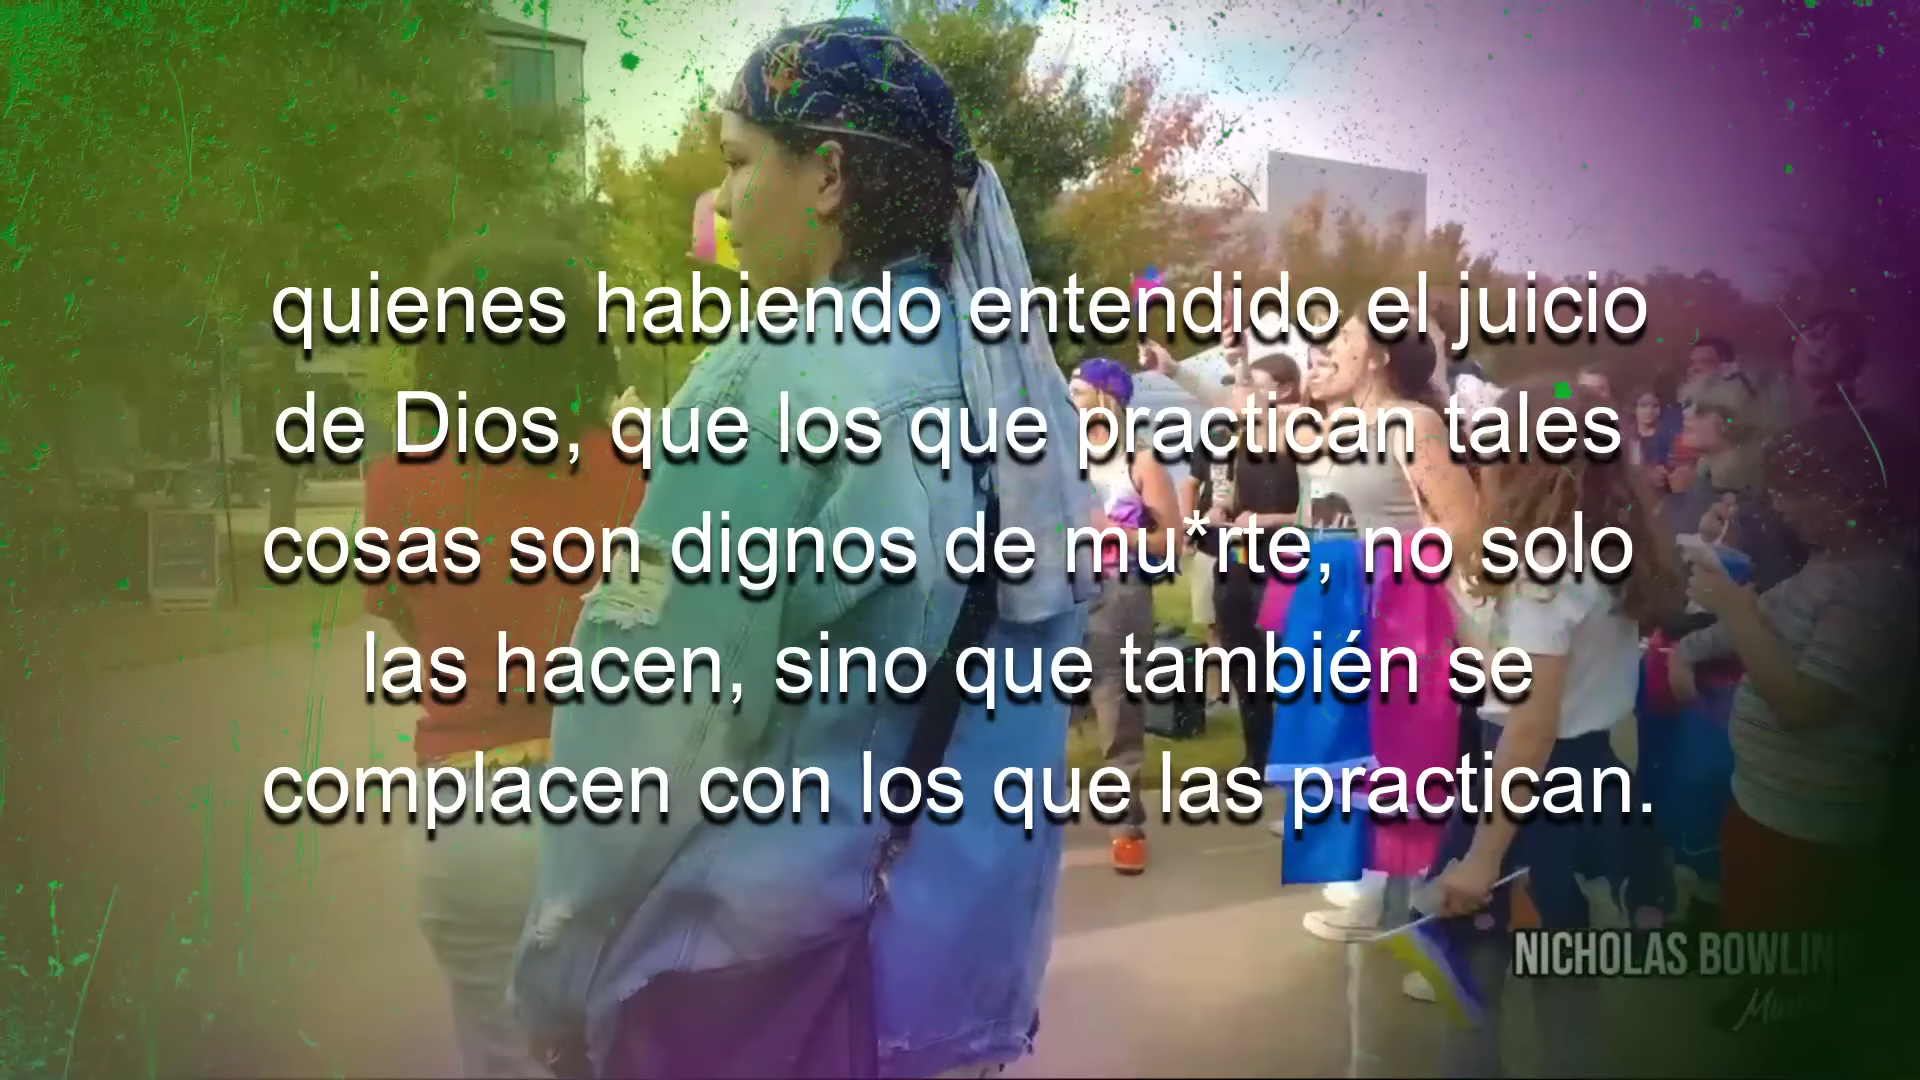 quienes habiendo entendido el juicio
de Dios, que los que practican tales
cosas son dignos de mu*rte, no solo
las hacen, sino que también se
complacen con los que las practican.
NICHOLAS